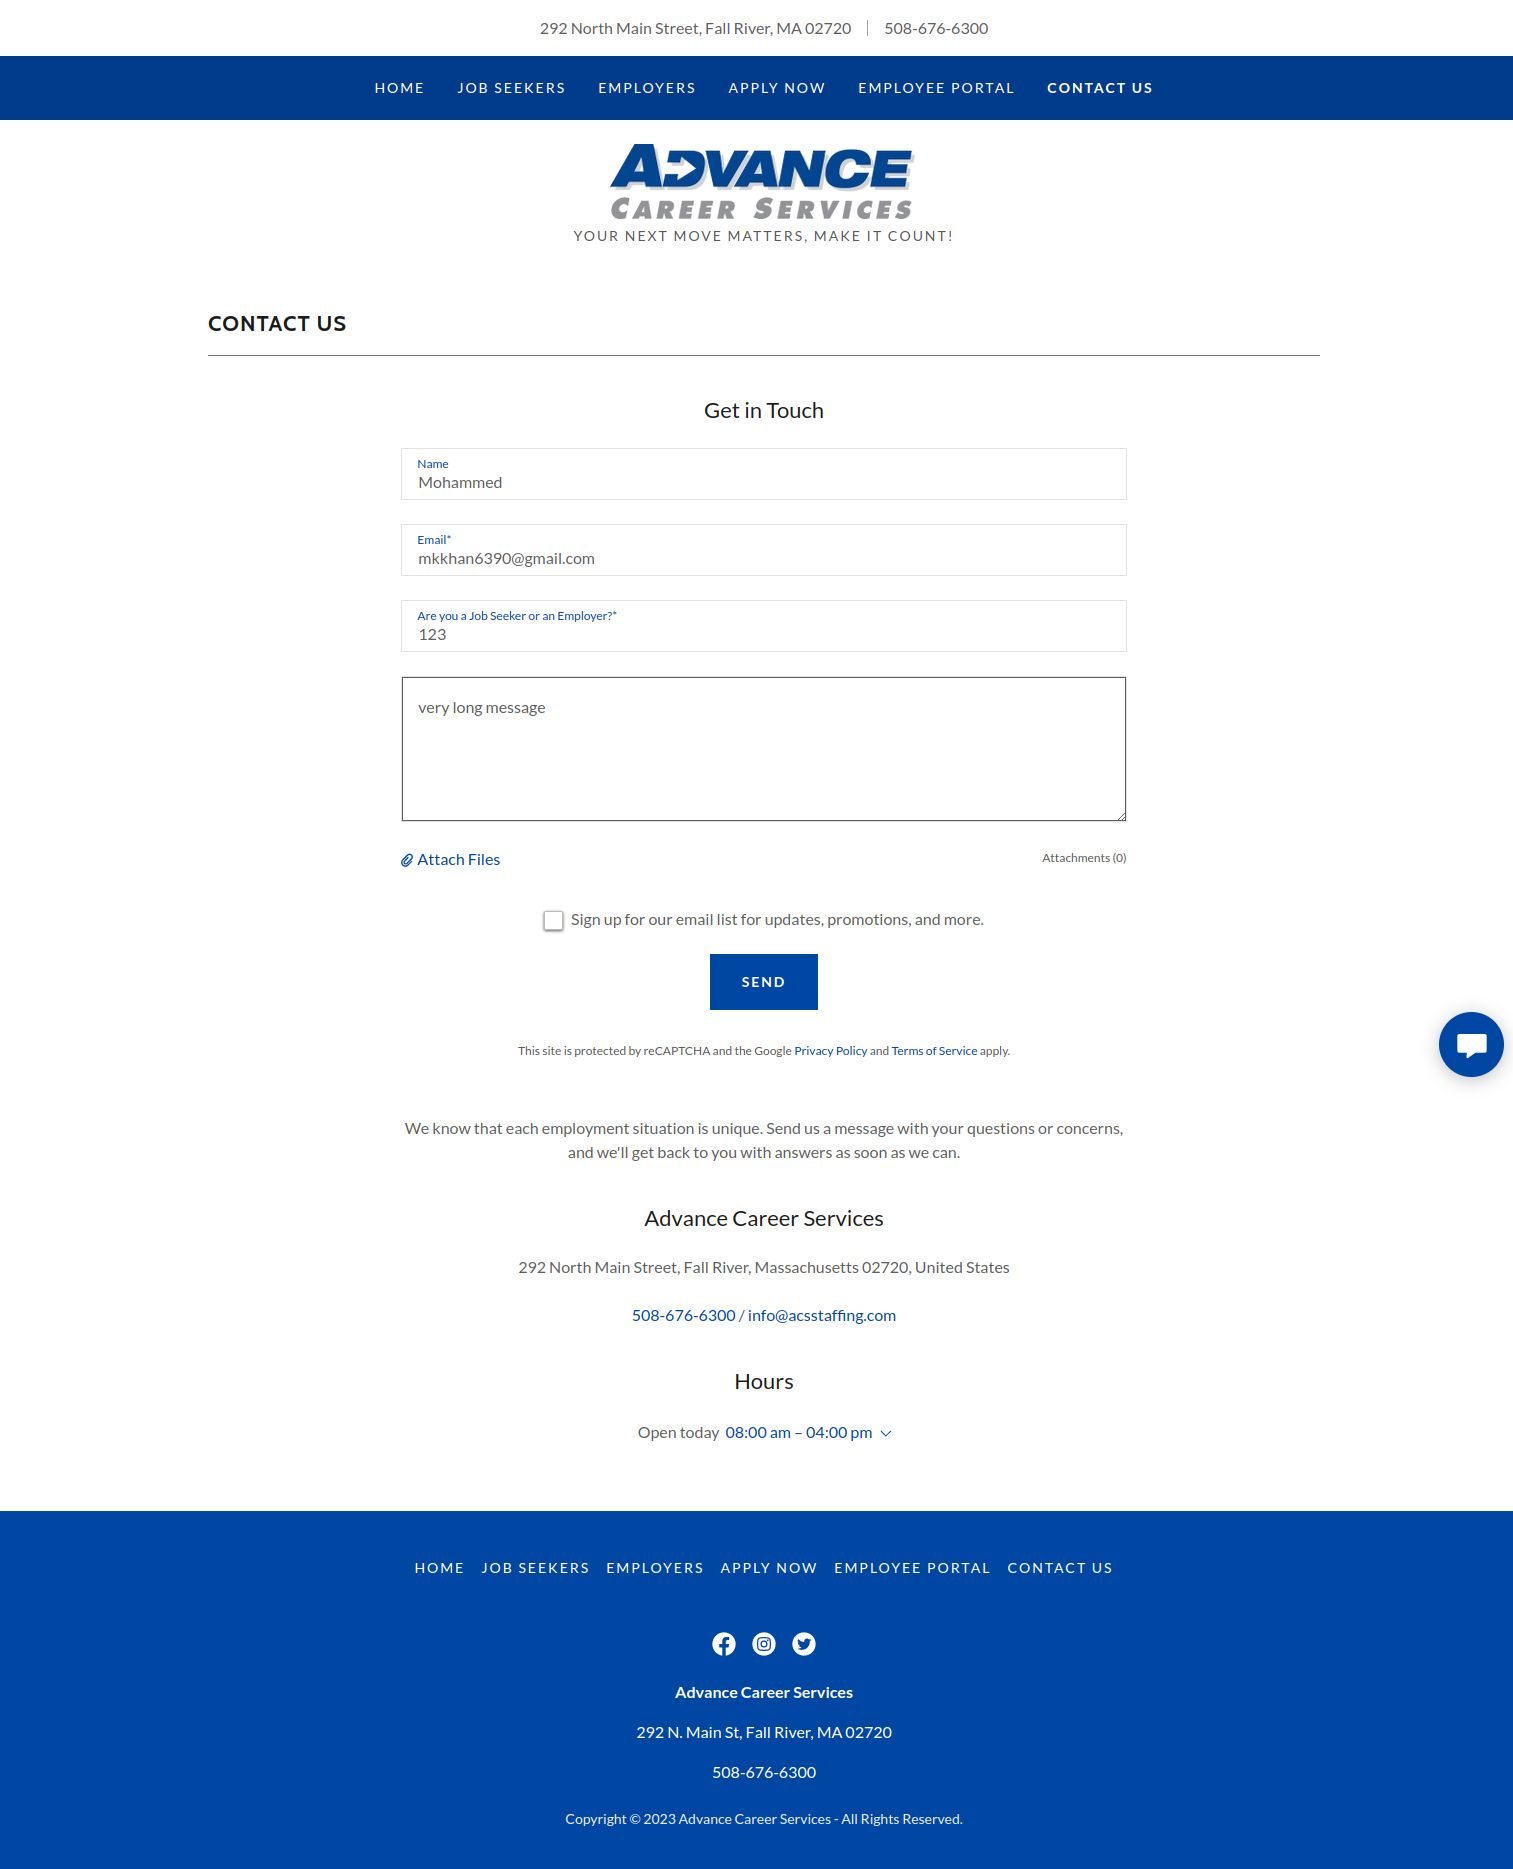 292 North Main Street, Fall River, MA 02720 508-676-6300
HOME JOB SEEKERS EMPLOYERS APPLY NOW EMPLOYEE PORTAL CONTACT US
ADVANCE
CAREER SERVICES
YOUR NEXT MOVE MATTERS, MAKE IT COUNT!
CONTACT US
Get in Touch
Name
Mohammed
Email*
mkkhan6390@gmail.com
Are you a Job Seeker or an Employer?*
123
very long message
Attach Files Attachments (0)
Sign up for our email list for updates, promotions, and more.
SEND
This site is protected by reCAPTCHA and the Google Privacy Policy and Terms of Service apply.
We know that each employment situation is unique. Send us a message with your questions or concerns,
and we'll get back to you with answers as soon as we can.
Advance Career Services
292 North Main Street, Fall River, Massachusetts 02720, United States
508-676-6300 / info@acsstaffing.com
Hours
Open today 08:00 am – 04:00 pm
HOME JOB SEEKERS EMPLOYERS APPLY NOW EMPLOYEE PORTAL CONTACT US
Advance Career Services
292 N. Main St, Fall River, MA 02720
508-676-6300
Copyright © 2023 Advance Career Services - All Rights Reserved.